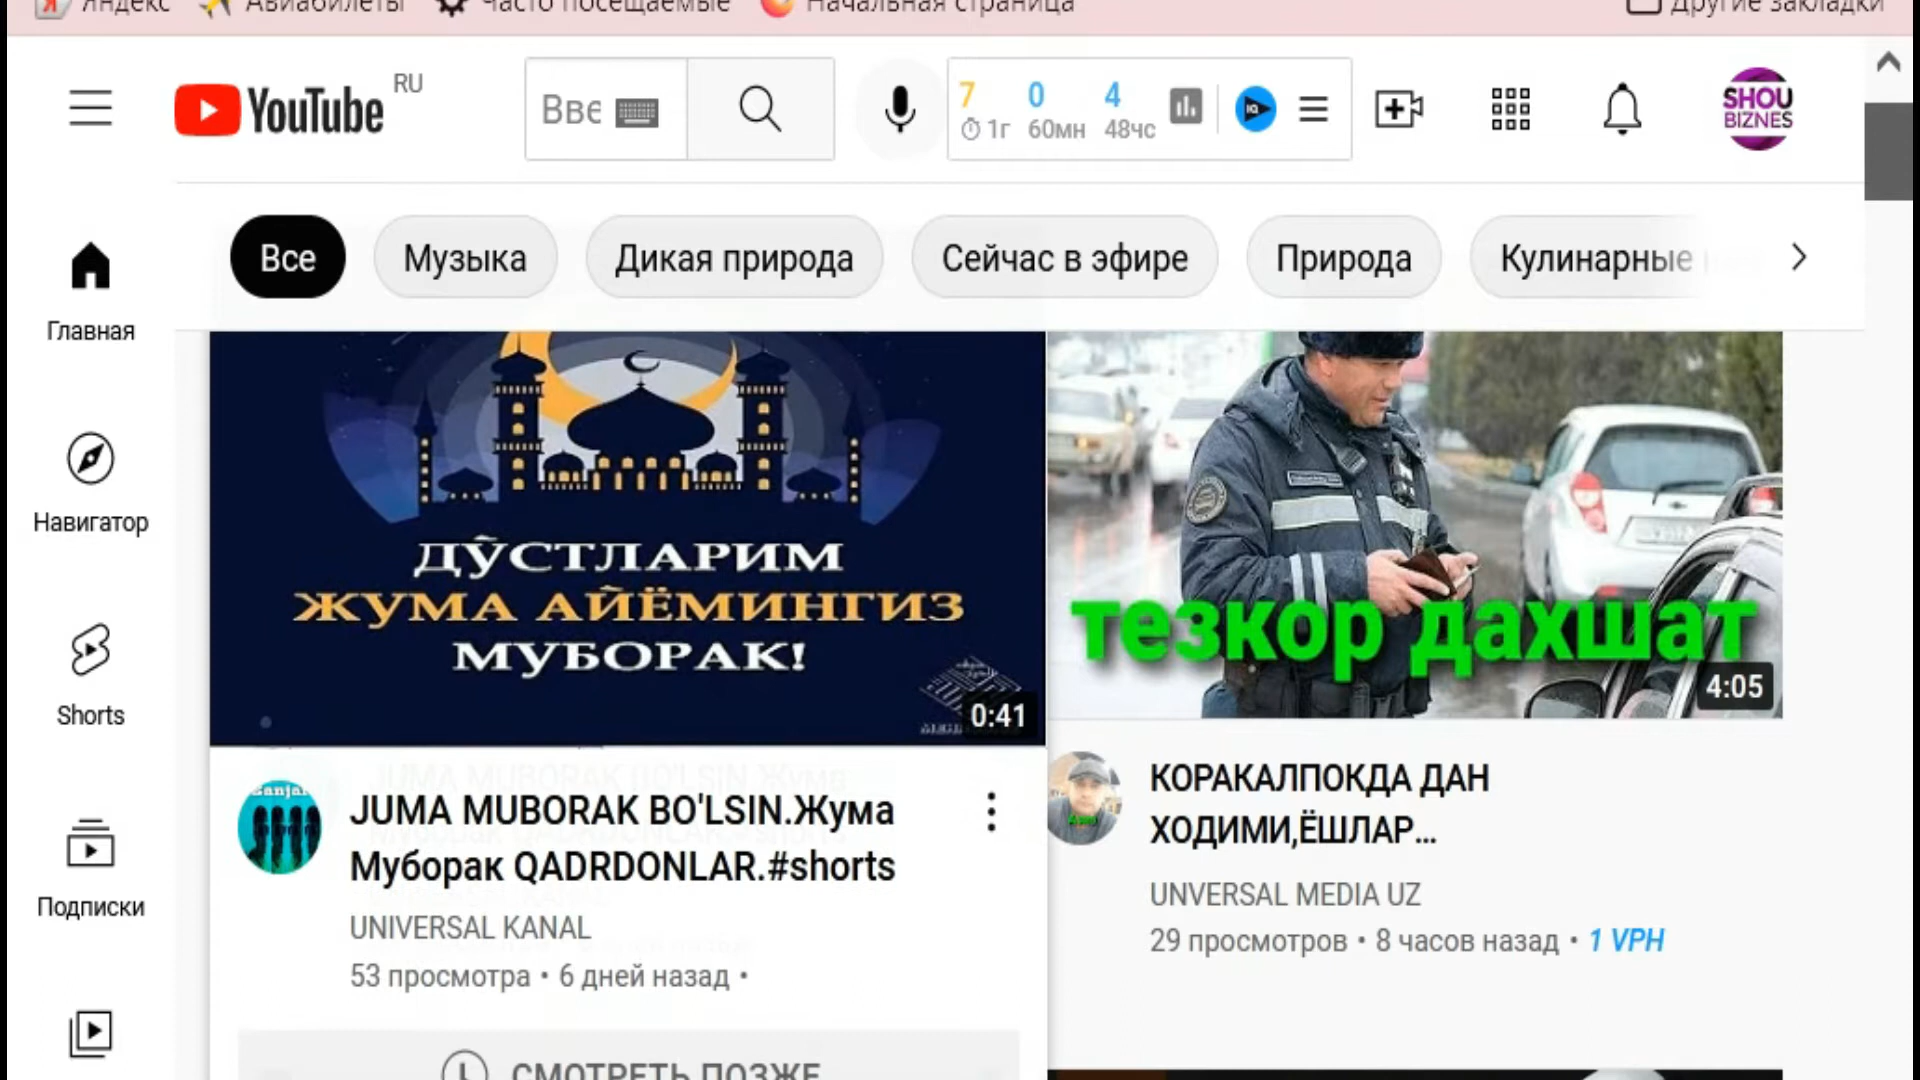 Яндекс Авиабилеты Часто посещаемые Начальная страница Другие закладки
YouTube RU
Вве
7 0 4
1г 60мн 48чс
SHOU
BIZNES
Все Музыка Дикая природа Сейчас в эфире Природа Кулинарные
Главная
Навигатор
Shorts
Подписки
ДЎСТЛАРИМ
ЖУМА АЙЁМИНГИЗ
МУБОРАК!
0:41
JUMA MUBORAK BO'LSIN.Жума
Муборак QADRDONLAR.#shorts
UNIVERSAL KANAL
53 просмотра • 6 дней назад •
СМОТРЕТЬ ПОЗЖЕ
тезкор дахшат
4:05
КОРАКАЛПОКДА ДАН
ХОДИМИ,ЁШЛАР...
UNVERSAL MEDIA UZ
29 просмотров • 8 часов назад • 1 VPH